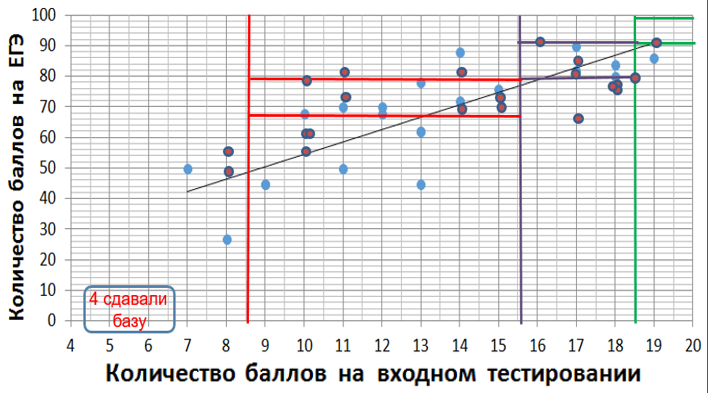 Количество баллов на ЕГЭ
100
90
80
70
60
50
40
30
20
10
0
4 сдавали
базу
4 5 6 7 8 9 10 11 12 13 14 15 16 17 18 19 20
Количество баллов на входном тестировании